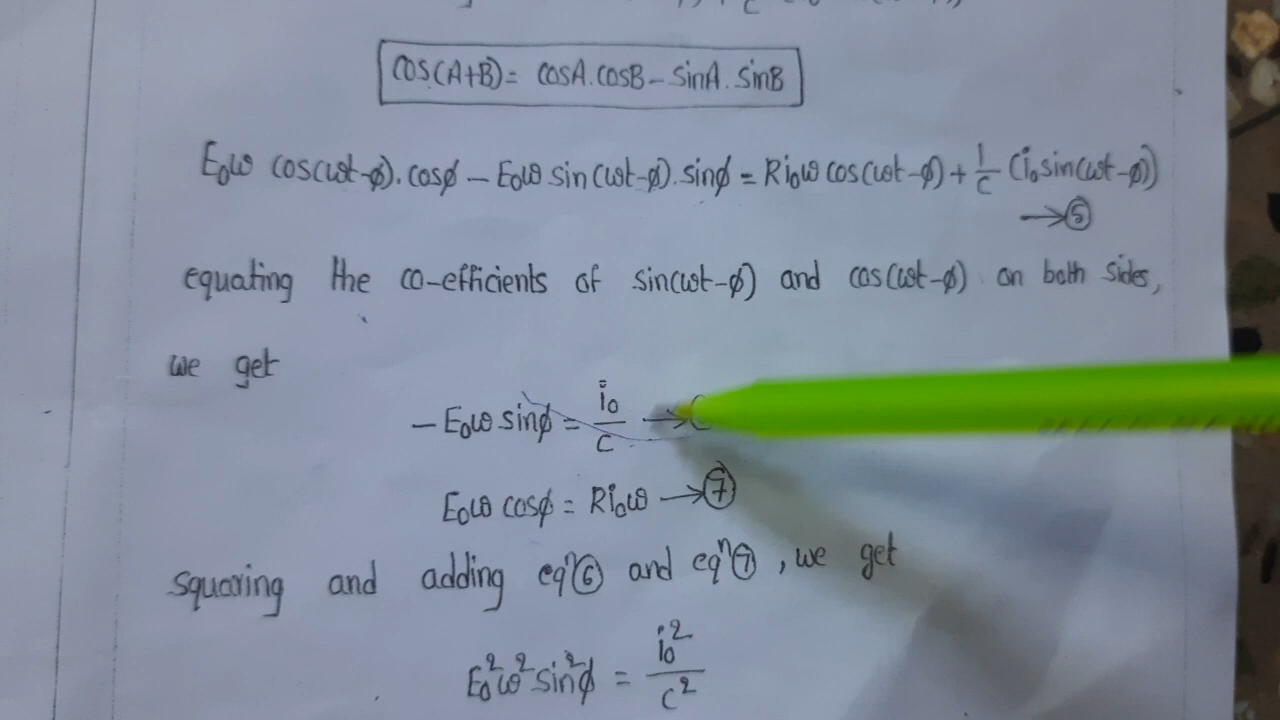 cos(A+B) = cosA.cosB - sinA.sinB
E₀ω cos(ωt-ϕ).cosϕ - E₀ω sin(ωt-ϕ).sinϕ = Ri₀ω cos(ωt-ϕ) + 1/C (i₀sin(ωt-ϕ))
→⑤
equating the co-efficients of sin(ωt-ϕ) and cos(ωt-ϕ) on both sides,
we get
-E₀ω sinϕ = i₀/C →
E₀ω cosϕ = Ri₀ω →⑦
squaring and adding eqⁿ⑥ and eqⁿ⑦, we get
E₀²ω²sin²ϕ = i₀²/C²